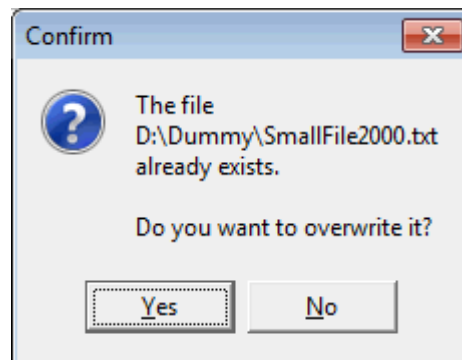 Confirm
The file
D:\Dummy\SmallFile2000.txt
already exists.
Do you want to overwrite it?
Yes No